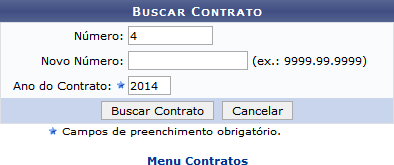 BUSCAR CONTRATO
Número: 4
Novo Número: (ex.: 9999.99.9999)
Ano do Contrato: 2014
Buscar Contrato Cancelar
Campos de preenchimento obrigatório.
Menu Contratos